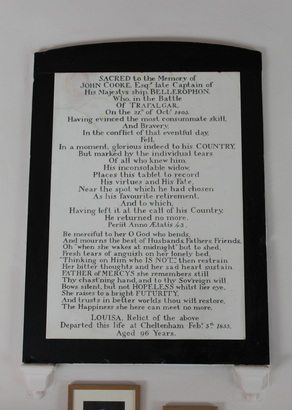 SACRED to the Memory of
JOHN COOKE, Esqr. late Captain of
His Majestys ship BELLEROPHON.
Who, in the Battle
Of TRAFALGAR,
On the 21st of Octr 1805.
Having evinced the most consummate skill,
And Bravery,
In the conflict of that eventful day,
Fell.
In a moment, glorious indeed to his COUNTRY,
But marked by the individual tears
Of all who knew him.
His inconsolable widow,
Places this tablet to record
His virtues and His Fate.
Near the spot which he had chosen
As his favourite retirement,
And to which,
Having left it at the call of his Country,
He returned no more.
Periit Anno Ætatis 43.
Be merciful to her O God who bends,
And mourns the best of Husbands, Fathers, Friends,
Oh "when she wakes at midnight" but to shed,
Fresh tears of anguish on her lonely bed,
"Thinking on Him who IS NOT," then restrain
Her bitter thoughts and her sad heart sustain
FATHER of MERCYS she remembers still
Thy chast'ning hand, and to thy Sov'reign will
Bows silent, but not HOPELESS whilst her eye,
She raises to a bright FUTURITY,
And trusts in better worlds thou wilt restore,
The Happiness she here can meet no more.
LOUISA, Relict of the above
Departed this life at Cheltenham Feby 3rd 1853,
Aged 96 Years.